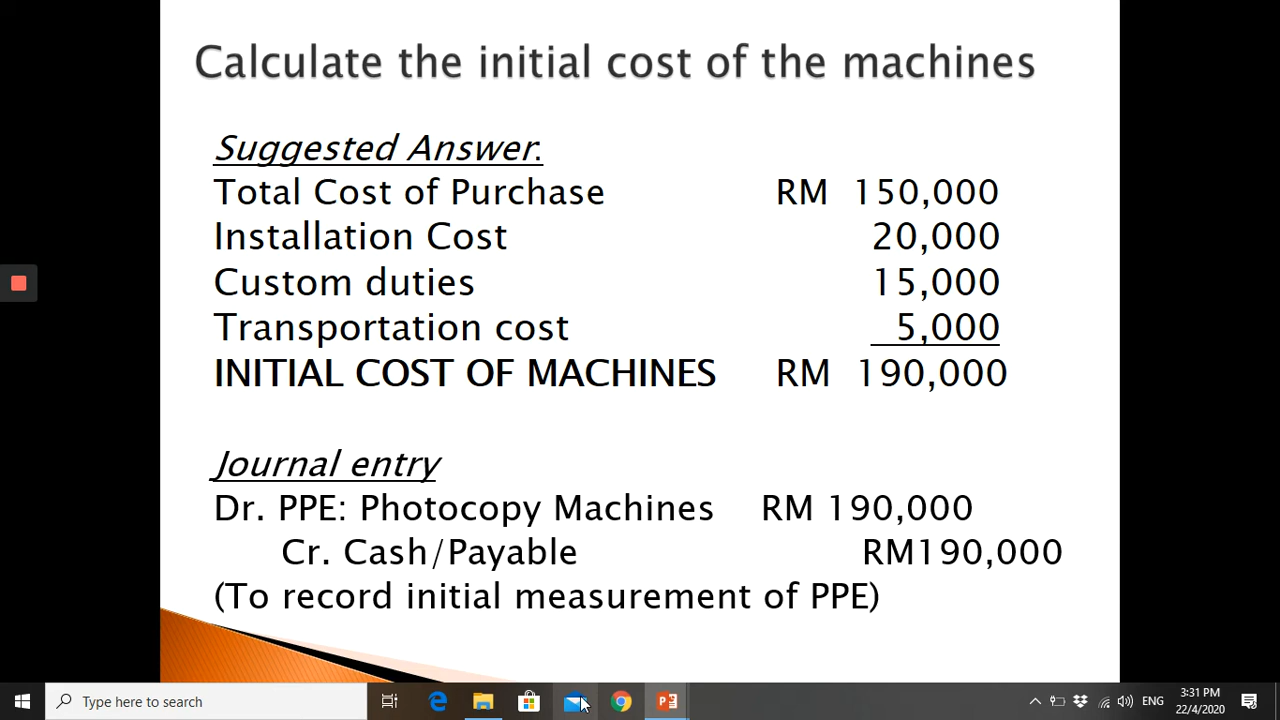 Calculate the initial cost of the machines
Suggested Answer:
Total Cost of Purchase RM 150,000
Installation Cost 20,000
Custom duties 15,000
Transportation cost 5,000
INITIAL COST OF MACHINES RM 190,000
Journal entry
Dr. PPE: Photocopy Machines RM 190,000
Cr. Cash/Payable RM190,000
(To record initial measurement of PPE)
Type here to search
ENG
3:31 PM
22/4/2020